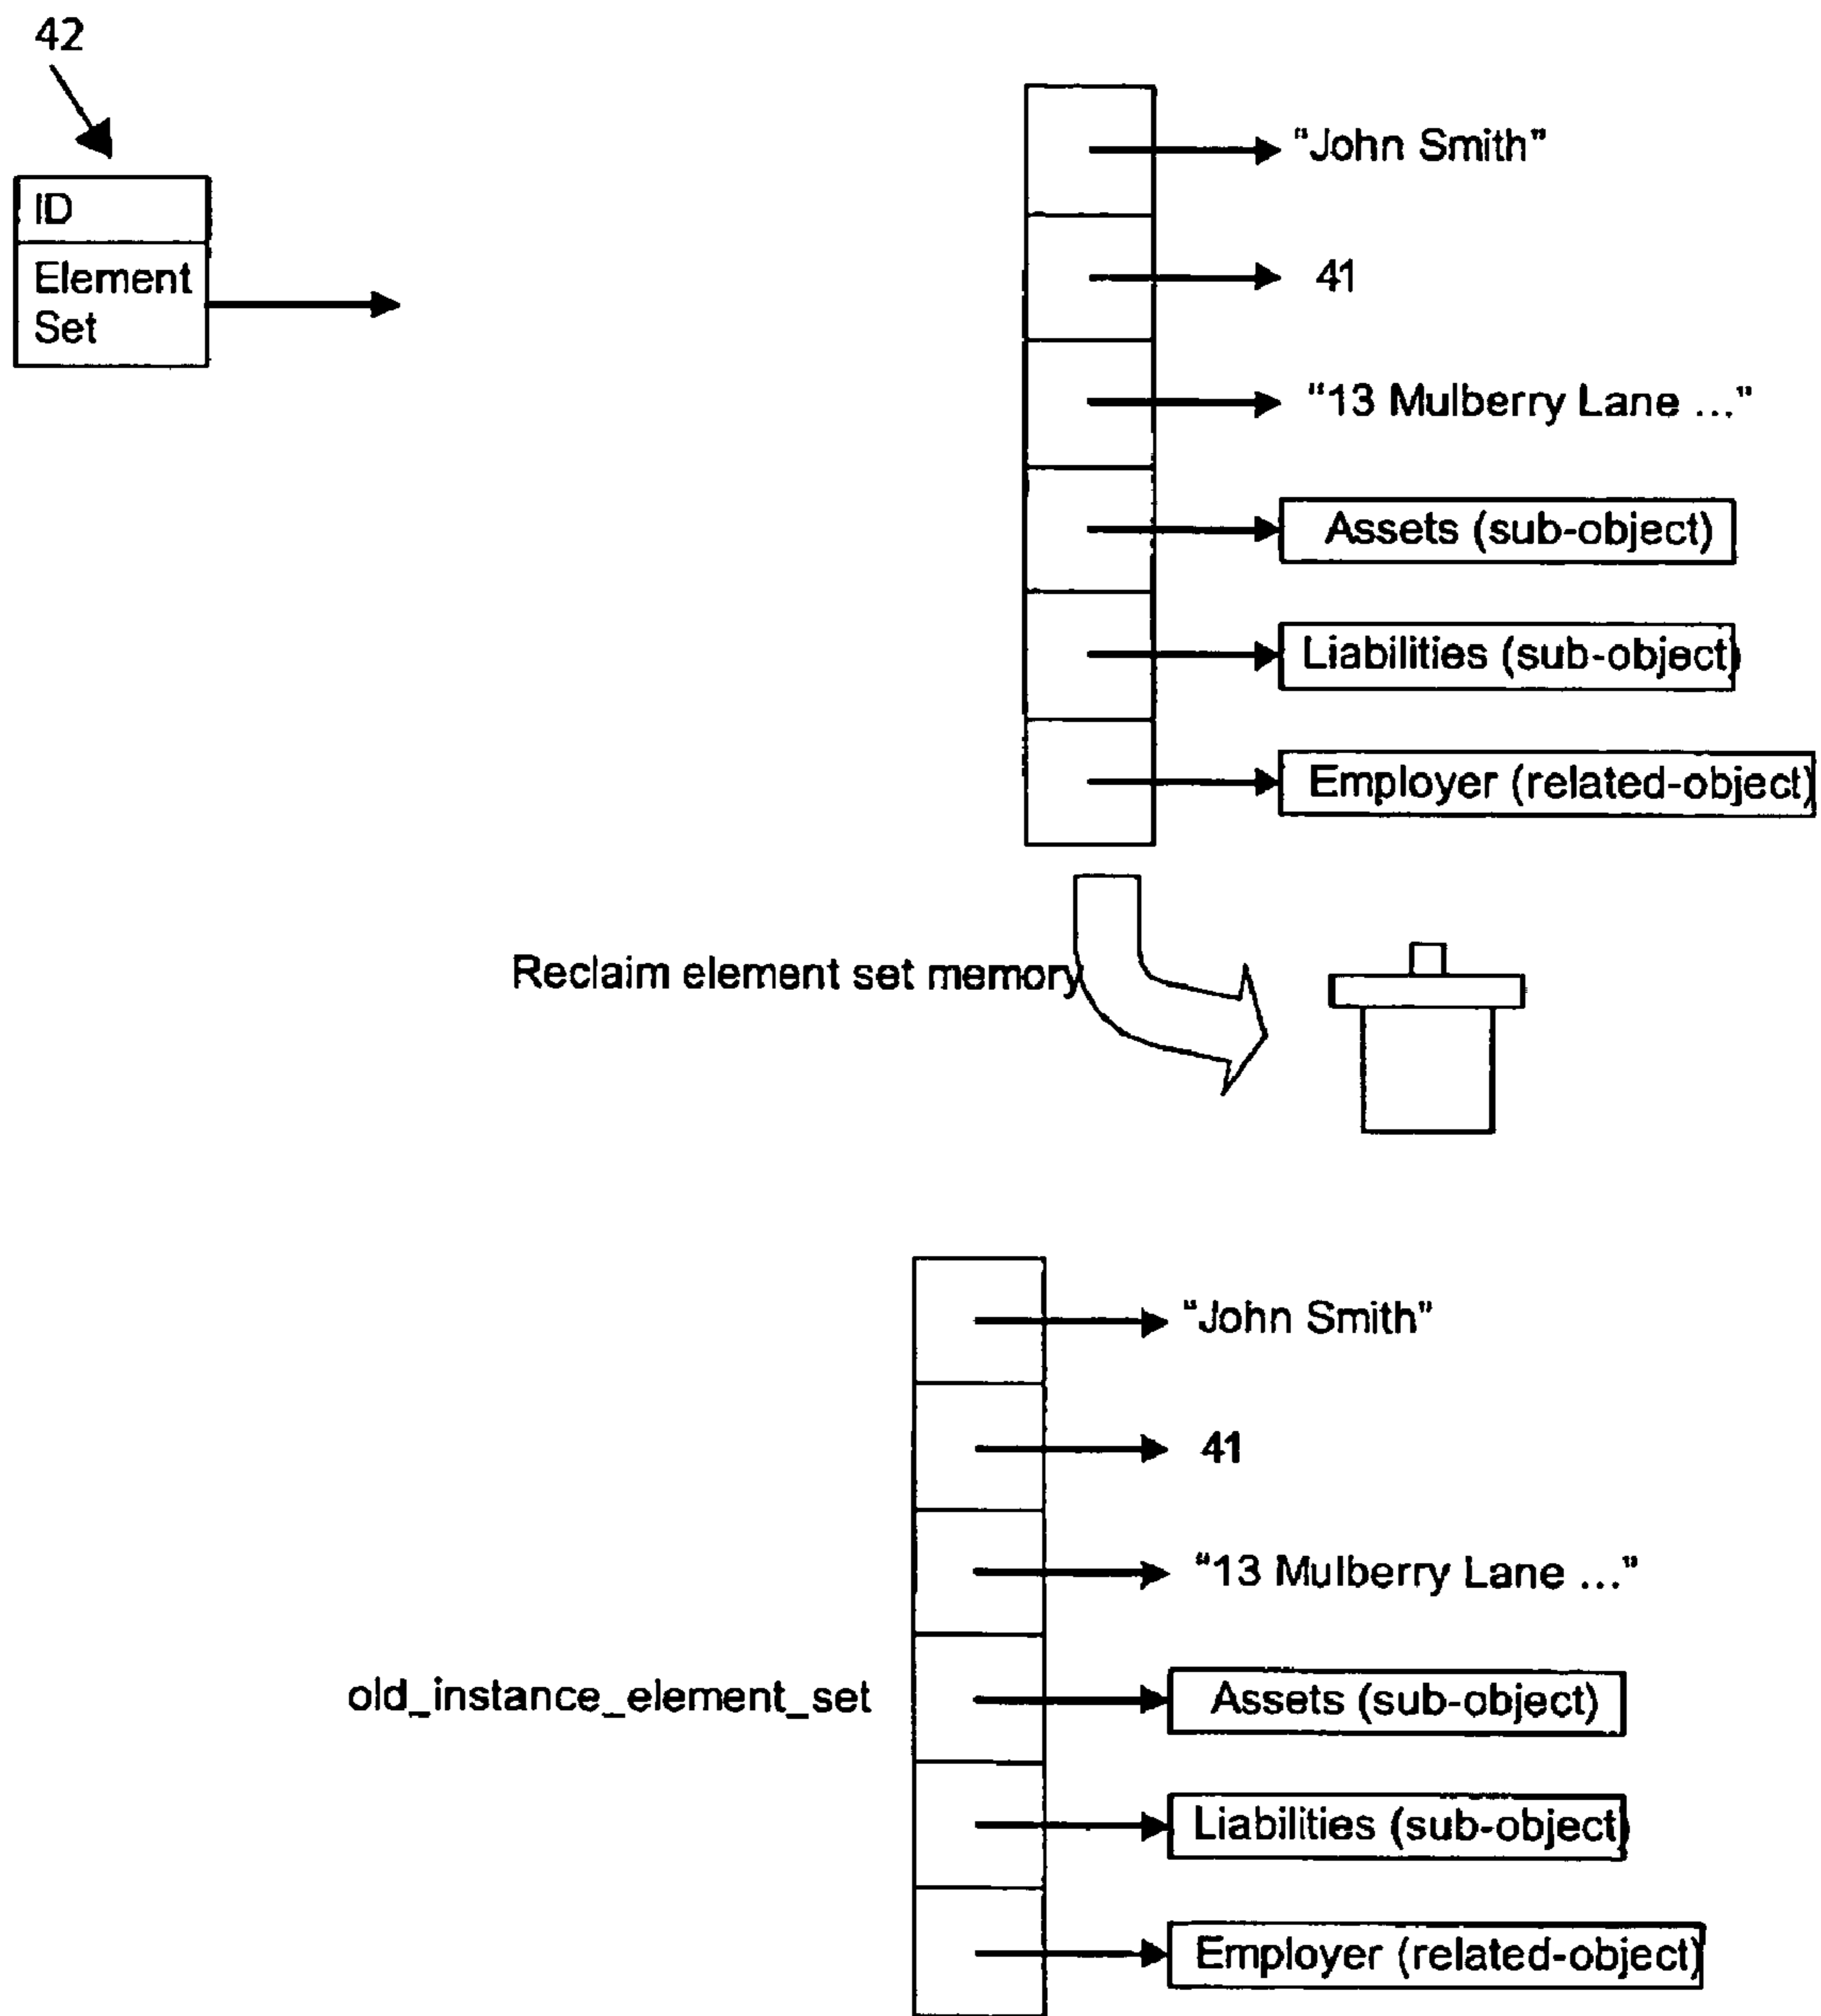 42
ID
Element
Set
"John Smith"
41
"13 Mulberry Lane ..."
Assets (sub-object)
Liabilities (sub-object)
Employer (related-object)
Reclaim element set memory
"John Smith"
41
"13 Mulberry Lane ..."
old_instance_element_set
Assets (sub-object)
Liabilities (sub-object)
Employer (related-object)